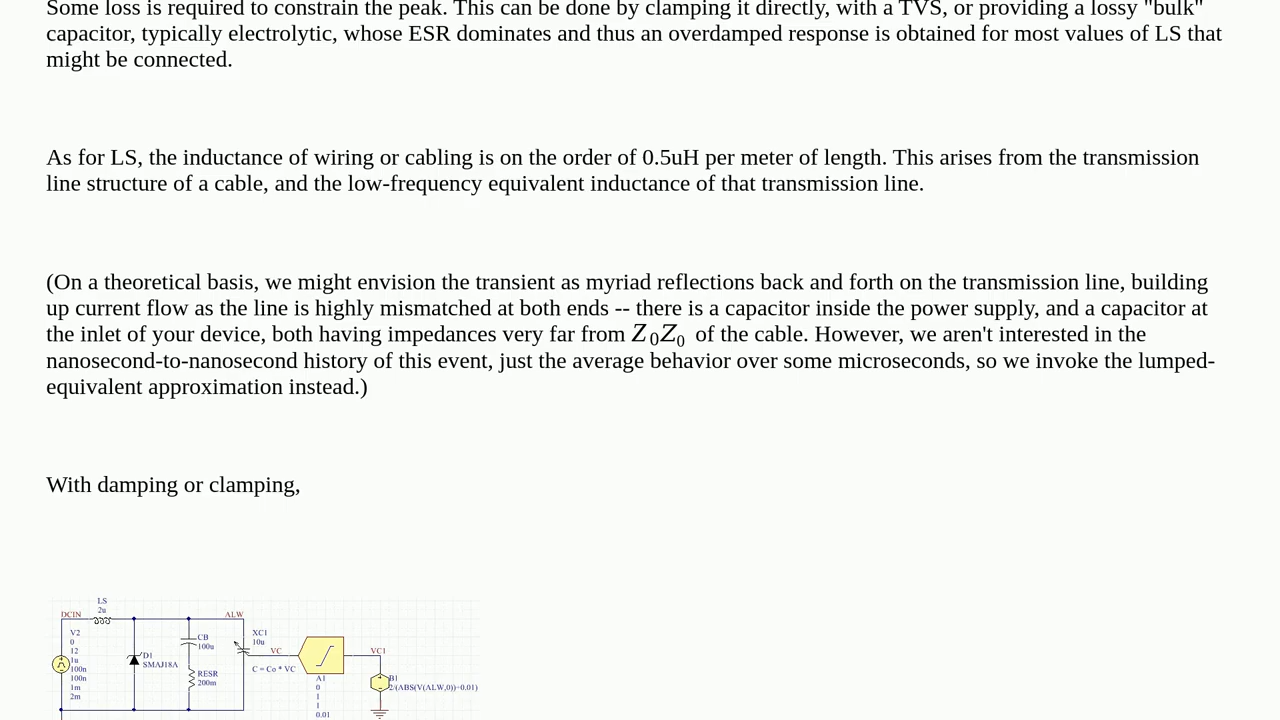 Some loss is required to constrain the peak. This can be done by clamping it directly, with a TVS, or providing a lossy "bulk"
capacitor, typically electrolytic, whose ESR dominates and thus an overdamped response is obtained for most values of LS that
might be connected.
As for LS, the inductance of wiring or cabling is on the order of 0.5uH per meter of length. This arises from the transmission
line structure of a cable, and the low-frequency equivalent inductance of that transmission line.
(On a theoretical basis, we might envision the transient as myriad reflections back and forth on the transmission line, building
up current flow as the line is highly mismatched at both ends -- there is a capacitor inside the power supply, and a capacitor at
the inlet of your device, both having impedances very far from Z₀Z₀ of the cable. However, we aren't interested in the
nanosecond-to-nanosecond history of this event, just the average behavior over some microseconds, so we invoke the lumped-
equivalent approximation instead.)
With damping or clamping,
LS
2u
DCIN
ALW
V2
0
12
1u
100n
100n
1m
2m
D1
SMAJ18A
CB
100u
RESR
200m
XC1
10u
VC
C = Co * VC
A1
0
1
1
0.01
VC1
B1
2/(ABS(V(ALW,0))+0.01)